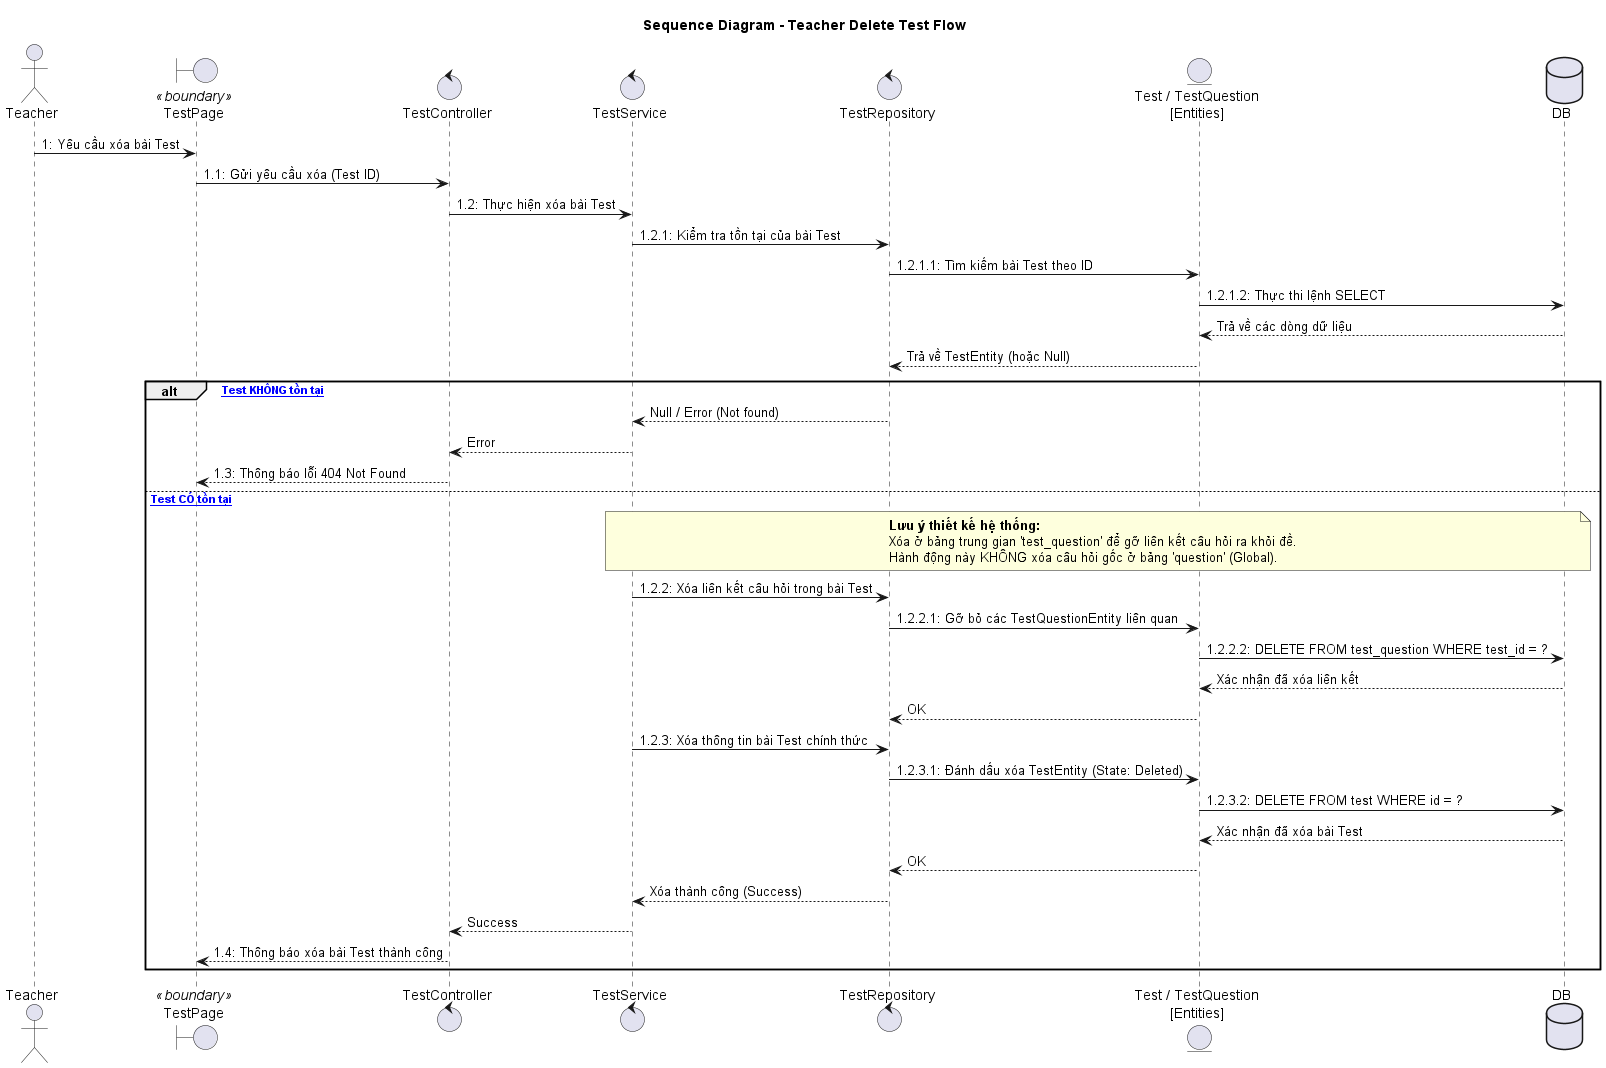 Sequence Diagram - Teacher Delete Test Flow
Teacher
«boundary»
TestPage
TestController
TestService
TestRepository
Test / TestQuestion
[Entities]
DB
1: Yêu cầu xóa bài Test
1.1: Gửi yêu cầu xóa (Test ID)
1.2: Thực hiện xóa bài Test
1.2.1: Kiểm tra tồn tại của bài Test
1.2.1.1: Tìm kiếm bài Test theo ID
1.2.1.2: Thực thi lệnh SELECT
Trả về các dòng dữ liệu
Trả về TestEntity (hoặc Null)
alt
Test KHÔNG tồn tại
Null / Error (Not found)
Error
1.3: Thông báo lỗi 404 Not Found
Test CÓ tồn tại
Lưu ý thiết kế hệ thống:
Xóa ở bảng trung gian 'test_question' để gỡ liên kết câu hỏi ra khỏi đề.
Hành động này KHÔNG xóa câu hỏi gốc ở bảng 'question' (Global).
1.2.2: Xóa liên kết câu hỏi trong bài Test
1.2.2.1: Gỡ bỏ các TestQuestionEntity liên quan
1.2.2.2: DELETE FROM test_question WHERE test_id = ?
Xác nhận đã xóa liên kết
OK
1.2.3: Xóa thông tin bài Test chính thức
1.2.3.1: Đánh dấu xóa TestEntity (State: Deleted)
1.2.3.2: DELETE FROM test WHERE id = ?
Xác nhận đã xóa bài Test
OK
Xóa thành công (Success)
Success
1.4: Thông báo xóa bài Test thành công
Teacher
«boundary»
TestPage
TestController
TestService
TestRepository
Test / TestQuestion
[Entities]
DB